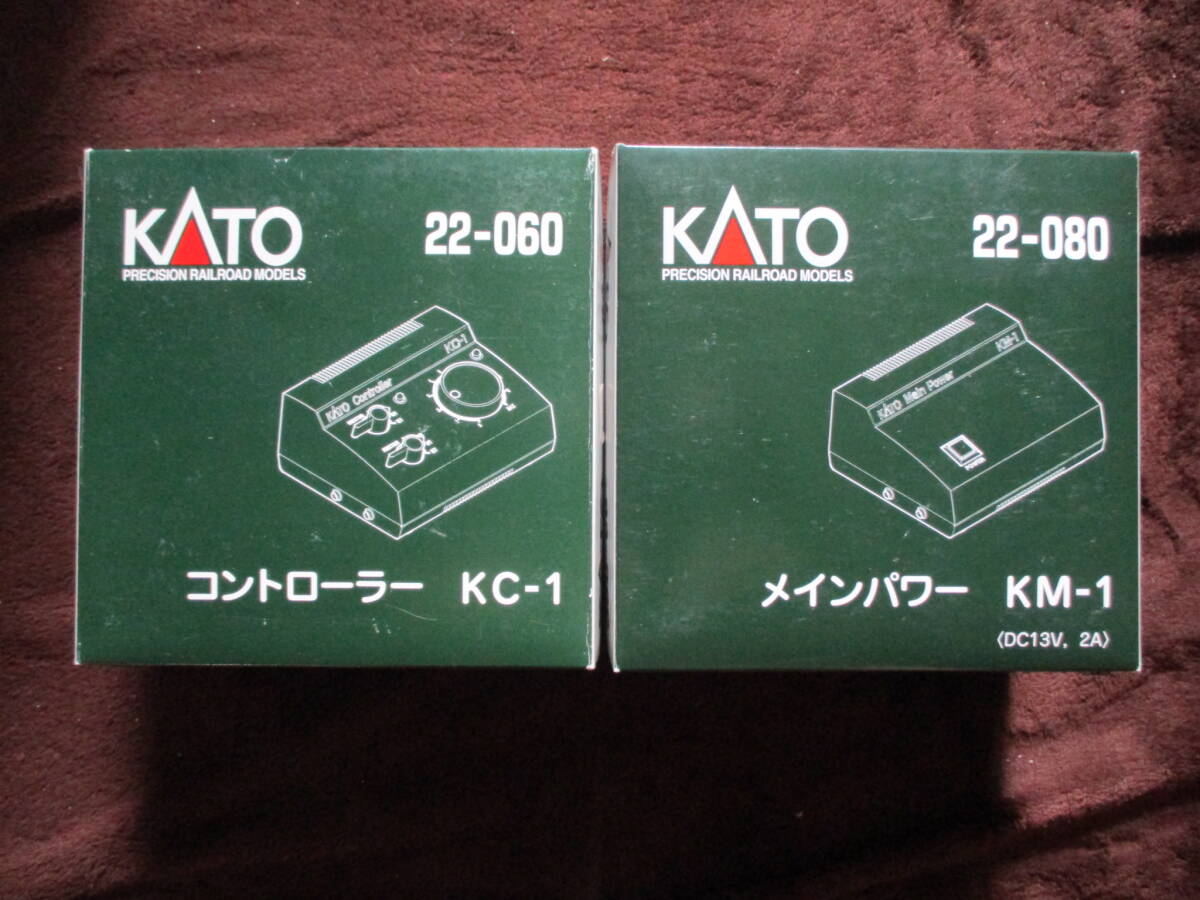 KATO
PRECISION RAILROAD MODELS
22-060
KATO Controller KC-1
コントローラー KC-1
KATO
PRECISION RAILROAD MODELS
22-080
KATO Main Power KM-1
POWER
メインパワー KM-1
〈DC13V, 2A〉